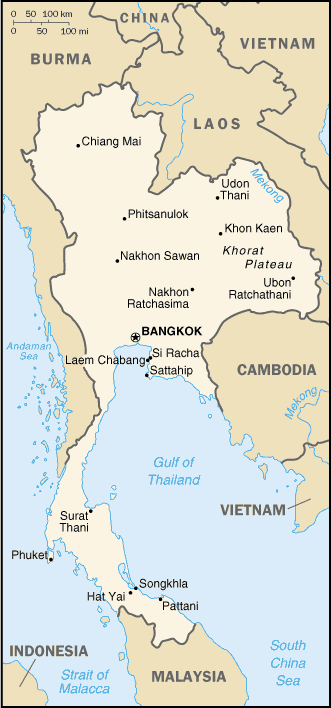 0 50 100 km
0 50 100 mi
CHINA
VIETNAM
BURMA
LAOS
Chiang Mai
Udon
Thani
Mekong
Phitsanulok
Khon Kaen
Khorat
Plateau
Nakhon Sawan
Ubon
Ratchathani
Nakhon
Ratchasima
BANGKOK
Andaman
Sea
Laem Chabang
Si Racha
Sattahip
CAMBODIA
Mekong
Gulf of
Thailand
VIETNAM
Surat
Thani
Phuket
Songkhla
Hat Yai
Pattani
INDONESIA
Strait of
Malacca
MALAYSIA
South
China
Sea